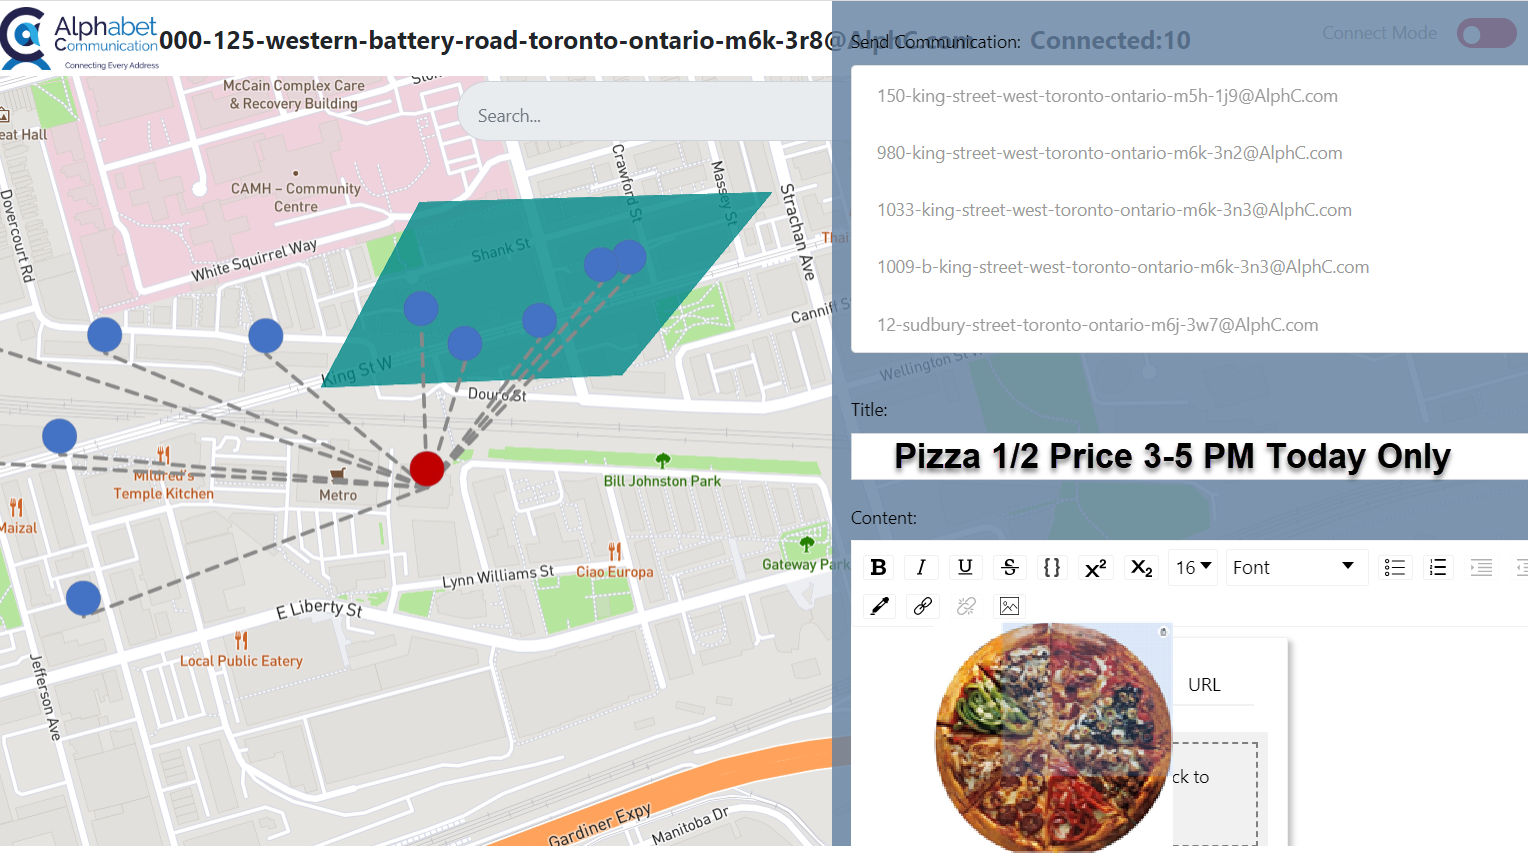 Alphabet
Communication
Connecting Every Address
000-125-western-battery-road-toronto-ontario-m6k-3r8@AlphC.com
Send Communication:
Connected:10
Connect Mode
150-king-street-west-toronto-ontario-m5h-1j9@AlphC.com
980-king-street-west-toronto-ontario-m6k-3n2@AlphC.com
1033-king-street-west-toronto-ontario-m6k-3n3@AlphC.com
1009-b-king-street-west-toronto-ontario-m6k-3n3@AlphC.com
12-sudbury-street-toronto-ontario-m6j-3w7@AlphC.com
Title:
Pizza 1/2 Price 3-5 PM Today Only
Content:
B I U S {} X² X₂ 16 Font
URL
ck to
Search...
McCain Complex Care
& Recovery Building
eat Hall
CAMH – Community
Centre
Dovercourt Rd
White Squirrel Way
Shank St
Crawford St
Massey St
Strachan Ave
Thai
Canniff S
King St W
Douro St
Wellington St W
Mildred's
Temple Kitchen
Metro
Maizal
Bill Johnston Park
Gateway Park
Ciao Europa
Lynn Williams St
E Liberty St
Local Public Eatery
Jefferson Ave
Gardiner Expy
Manitoba Dr